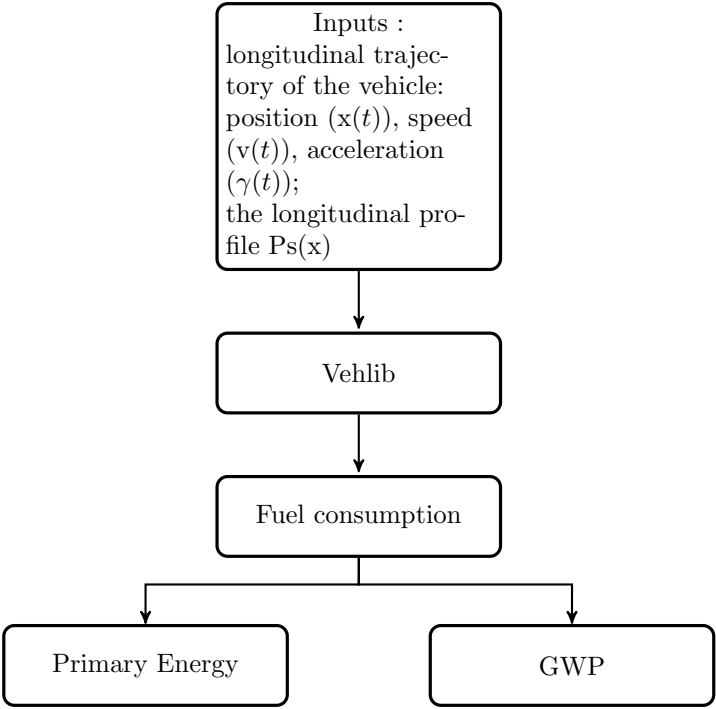 Inputs :
longitudinal trajec-
tory of the vehicle:
position (x(t)), speed
(v(t)), acceleration
(γ(t));
the longitudinal pro-
file Ps(x)
Vehlib
Fuel consumption
Primary Energy
GWP